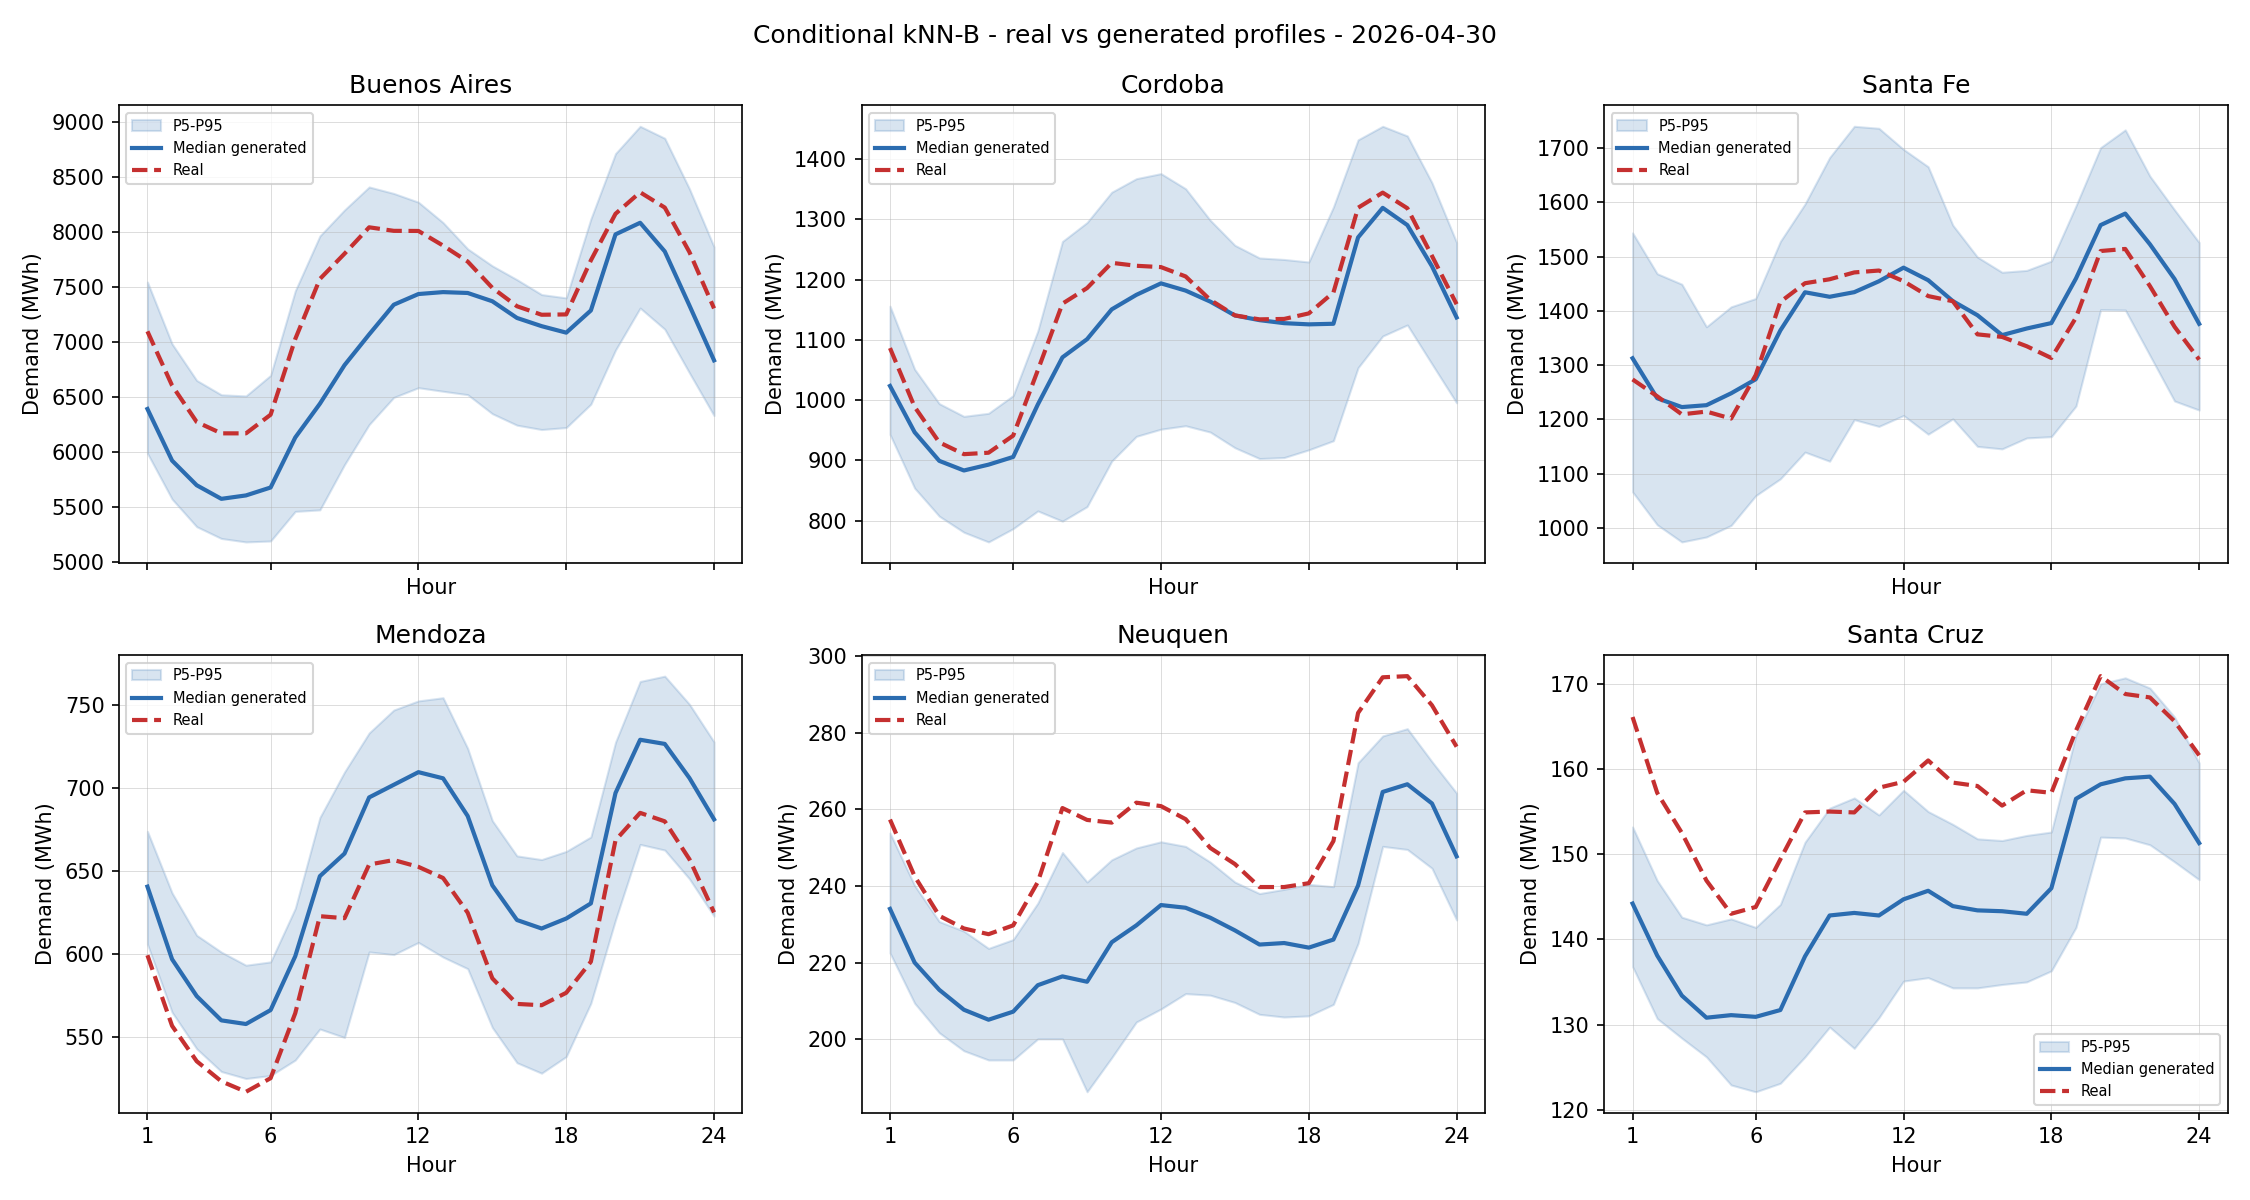 Conditional kNN-B - real vs generated profiles - 2026-04-30
Buenos Aires
P5-P95
Median generated
Real
9000
8500
8000
7500
7000
6500
6000
5500
5000
Demand (MWh)
Hour
Cordoba
P5-P95
Median generated
Real
1400
1300
1200
1100
1000
900
800
Demand (MWh)
Hour
Santa Fe
P5-P95
Median generated
Real
1700
1600
1500
1400
1300
1200
1100
1000
Demand (MWh)
Hour
Mendoza
P5-P95
Median generated
Real
750
700
650
600
550
Demand (MWh)
1 6 12 18 24
Hour
Neuquen
P5-P95
Median generated
Real
300
280
260
240
220
200
Demand (MWh)
1 6 12 18 24
Hour
Santa Cruz
170
160
150
140
130
120
Demand (MWh)
P5-P95
Median generated
Real
1 6 12 18 24
Hour